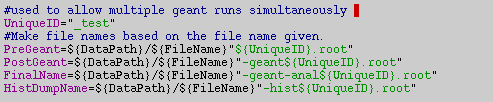 #used to allow multiple geant runs simultaneously
UniqueID="_test"
#Make file names based on the file name given.
PreGeant=${DataPath}/${FileName}"${UniqueID}.root"
PostGeant=${DataPath}/${FileName}"-geant${UniqueID}.root"
FinalName=${DataPath}/${FileName}"-geant-anal${UniqueID}.root"
HistDumpName=${DataPath}/${FileName}"-hist${UniqueID}.root"